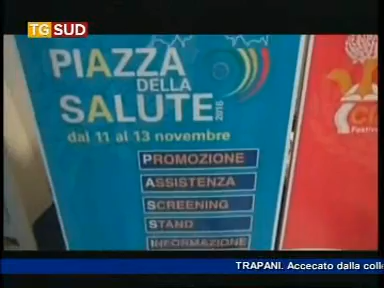 TG SUD
PIAZZA
DELLA
SALUTE 2016
dal 11 al 13 novembre
PROMOZIONE
ASSISTENZA
SCREENING
STAND
INFORMAZIONE
Festiv
TRAPANI. Accecato dalla coll